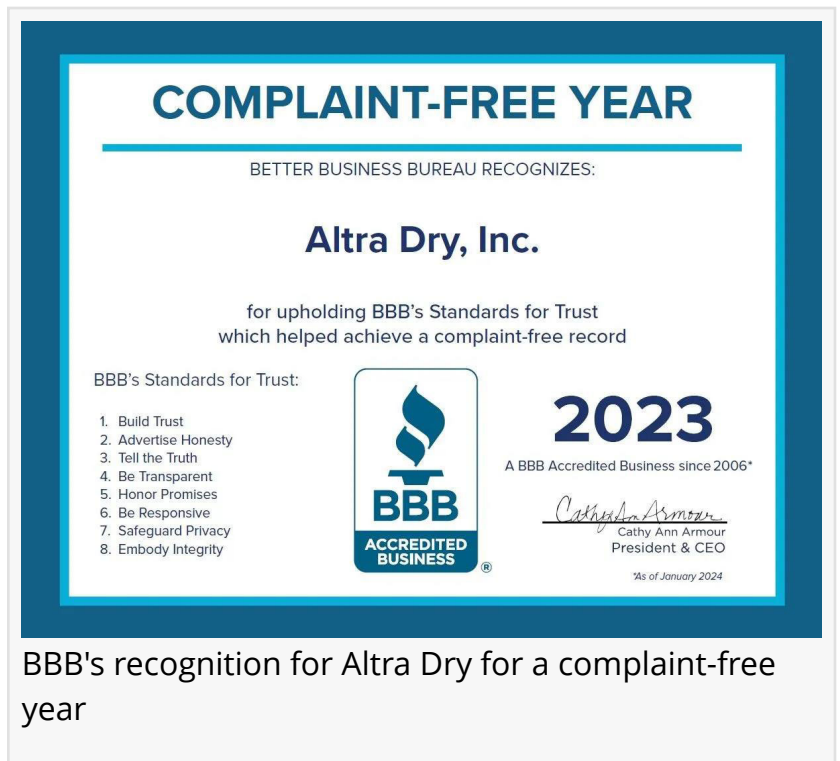 COMPLAINT-FREE YEAR
BETTER BUSINESS BUREAU RECOGNIZES:
Altra Dry, Inc.
for upholding BBB's Standards for Trust
which helped achieve a complaint-free record
BBB's Standards for Trust:
1. Build Trust
2. Advertise Honesty
3. Tell the Truth
4. Be Transparent
5. Honor Promises
6. Be Responsive
7. Safeguard Privacy
8. Embody Integrity
BBB
ACCREDITED
BUSINESS
®
2023
A BBB Accredited Business since 2006*
Cathy Ann Armour
Cathy Ann Armour
President & CEO
*As of January 2024
BBB's recognition for Altra Dry for a complaint-free
year